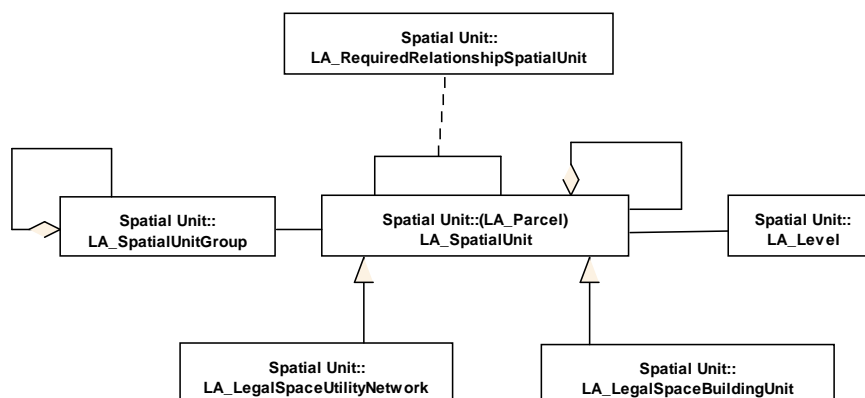 Spatial Unit::
LA_RequiredRelationshipSpatialUnit
Spatial Unit::
LA_SpatialUnitGroup
Spatial Unit::(LA_Parcel)
LA_SpatialUnit
Spatial Unit::
LA_Level
Spatial Unit::
LA_LegalSpaceUtilityNetwork
Spatial Unit::
LA_LegalSpaceBuildingUnit